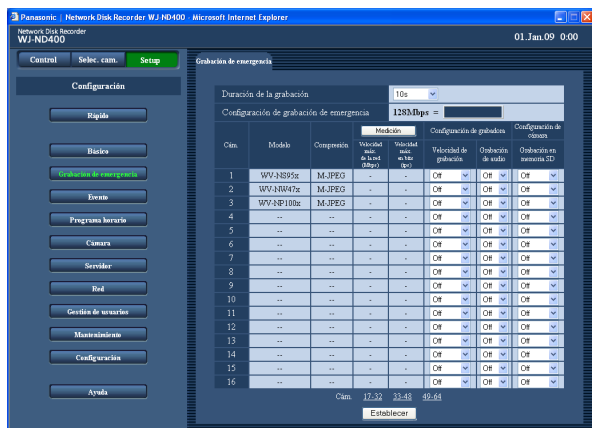 Panasonic | Network Disk Recorder WJ-ND400 - Microsoft Internet Explorer
Network Disk Recorder
WJ-ND400
01.Jan.09 0:00
Control Selec. cam. Setup
Configuración
Rápido
Básico
Grabación de emergencia
Evento
Programa horario
Cámara
Servidor
Red
Gestión de usuarios
Mantenimiento
Configuración
Ayuda
Grabación de emergencia
Duración de la grabación 10s
Configuración de grabación de emergencia 128Mbps =
Cám. Modelo Compresión Medición Configuración de grabadora Configuración de cámara
Velocidad máx. de la red (Mbps) Velocidad máx. en bits (ips) Velocidad de grabación Grabación de audio Grabación en memoria SD
1 WV-NS95x M-JPEG - - Off Off Off
2 WV-NW47x M-JPEG - - Off Off Off
3 WV-NP100x M-JPEG - - Off Off Off
4 -- -- - - Off Off Off
5 -- -- - - Off Off Off
6 -- -- - - Off Off Off
7 -- -- - - Off Off Off
8 -- -- - - Off Off Off
9 -- -- - - Off Off Off
10 -- -- - - Off Off Off
11 -- -- - - Off Off Off
12 -- -- - - Off Off Off
13 -- -- - - Off Off Off
14 -- -- - - Off Off Off
15 -- -- - - Off Off Off
16 -- -- - - Off Off Off
Cám. 17-32 33-48 49-64
Establecer